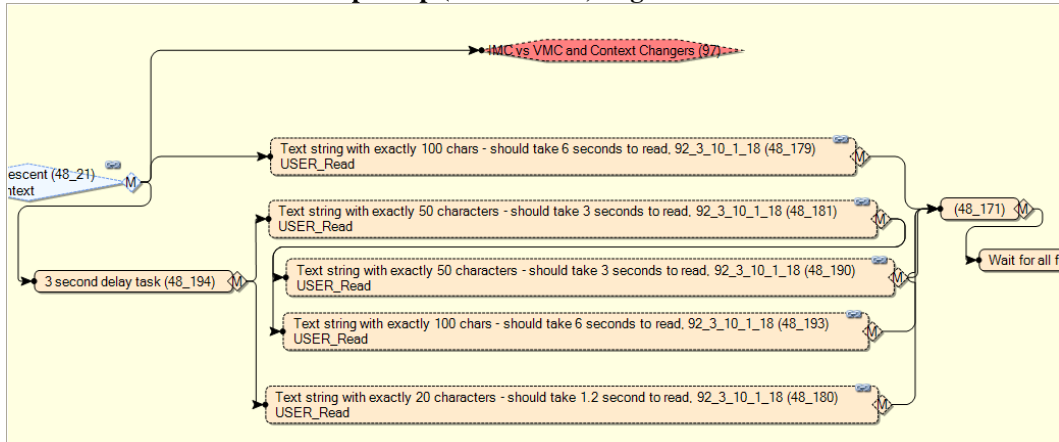 IMC vs VMC and Context Changers (97)
Text string with exactly 100 chars - should take 6 seconds to read, 92_3_10_1_18 (48_179)
USER_Read
M
escent (48_21)
M
ntext
Text string with exactly 50 characters - should take 3 seconds to read, 92_3_10_1_18 (48_181)
USER_Read
M
(48_171)
M
Text string with exactly 50 characters - should take 3 seconds to read, 92_3_10_1_18 (48_190)
USER_Read
M
Wait for all f
3 second delay task (48_194)
M
Text string with exactly 100 chars - should take 6 seconds to read, 92_3_10_1_18 (48_193)
USER_Read
M
Text string with exactly 20 characters - should take 1.2 second to read, 92_3_10_1_18 (48_180)
USER_Read
M